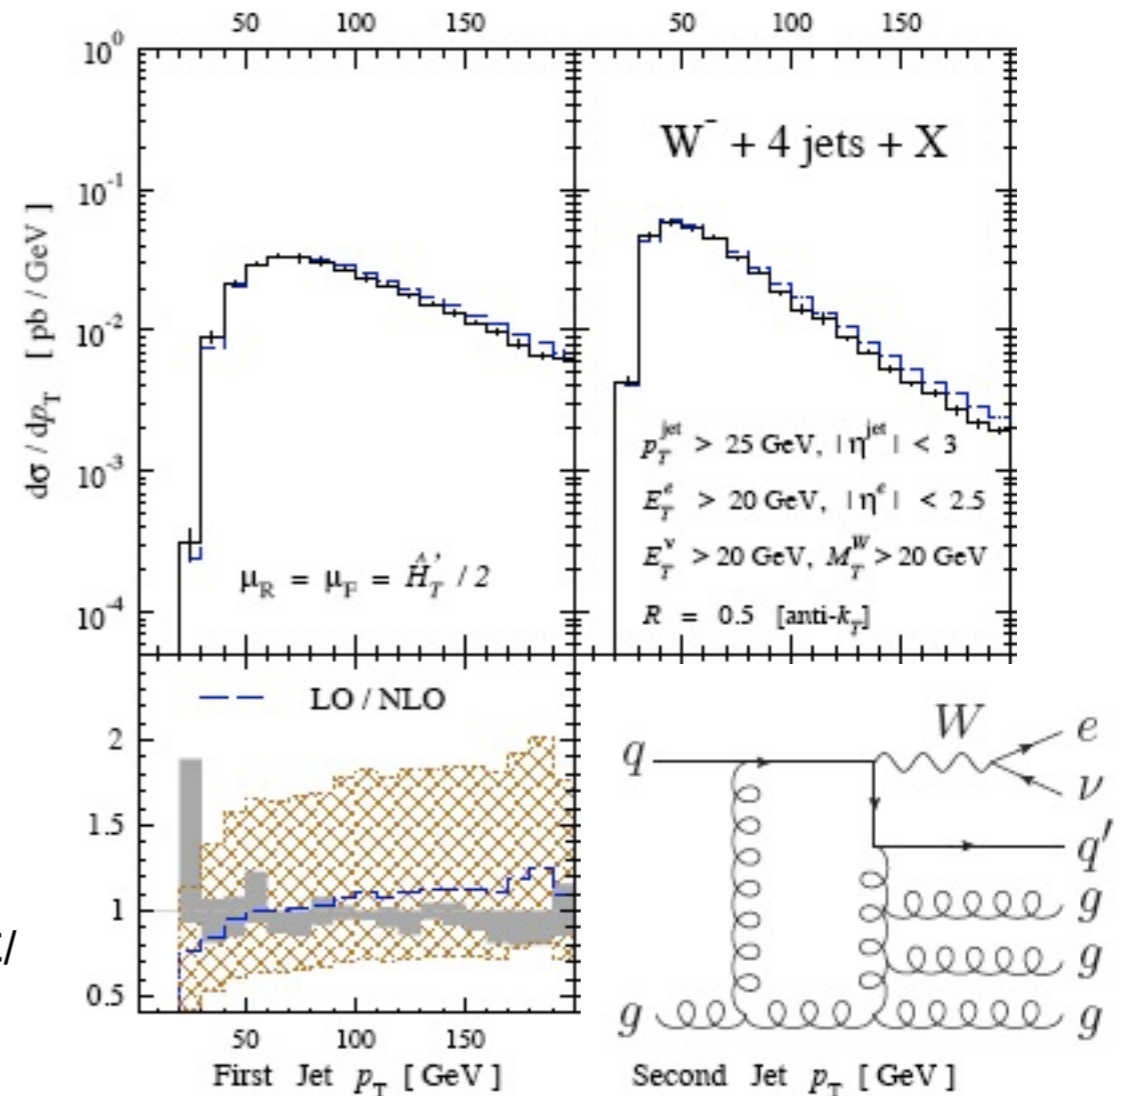 50 100 150 50 100 150
10^0
W^- + 4 jets + X
10^-1
dσ / dp_T [ pb / GeV ]
10^-2
p_T^jet > 25 GeV, | η^jet | < 3
10^-3
E_T^e > 20 GeV, | η^e | < 2.5
E_T^ν > 20 GeV, M_T^W > 20 GeV
μ_R = μ_F = Ĥ_T' / 2
10^-4
R = 0.5 [anti-k_T]
LO / NLO
2
1.5
1
0.5
50 100 150
First Jet p_T [ GeV ]
W
e
q
ν
q'
g
g
g g
Second Jet p_T [ GeV ]